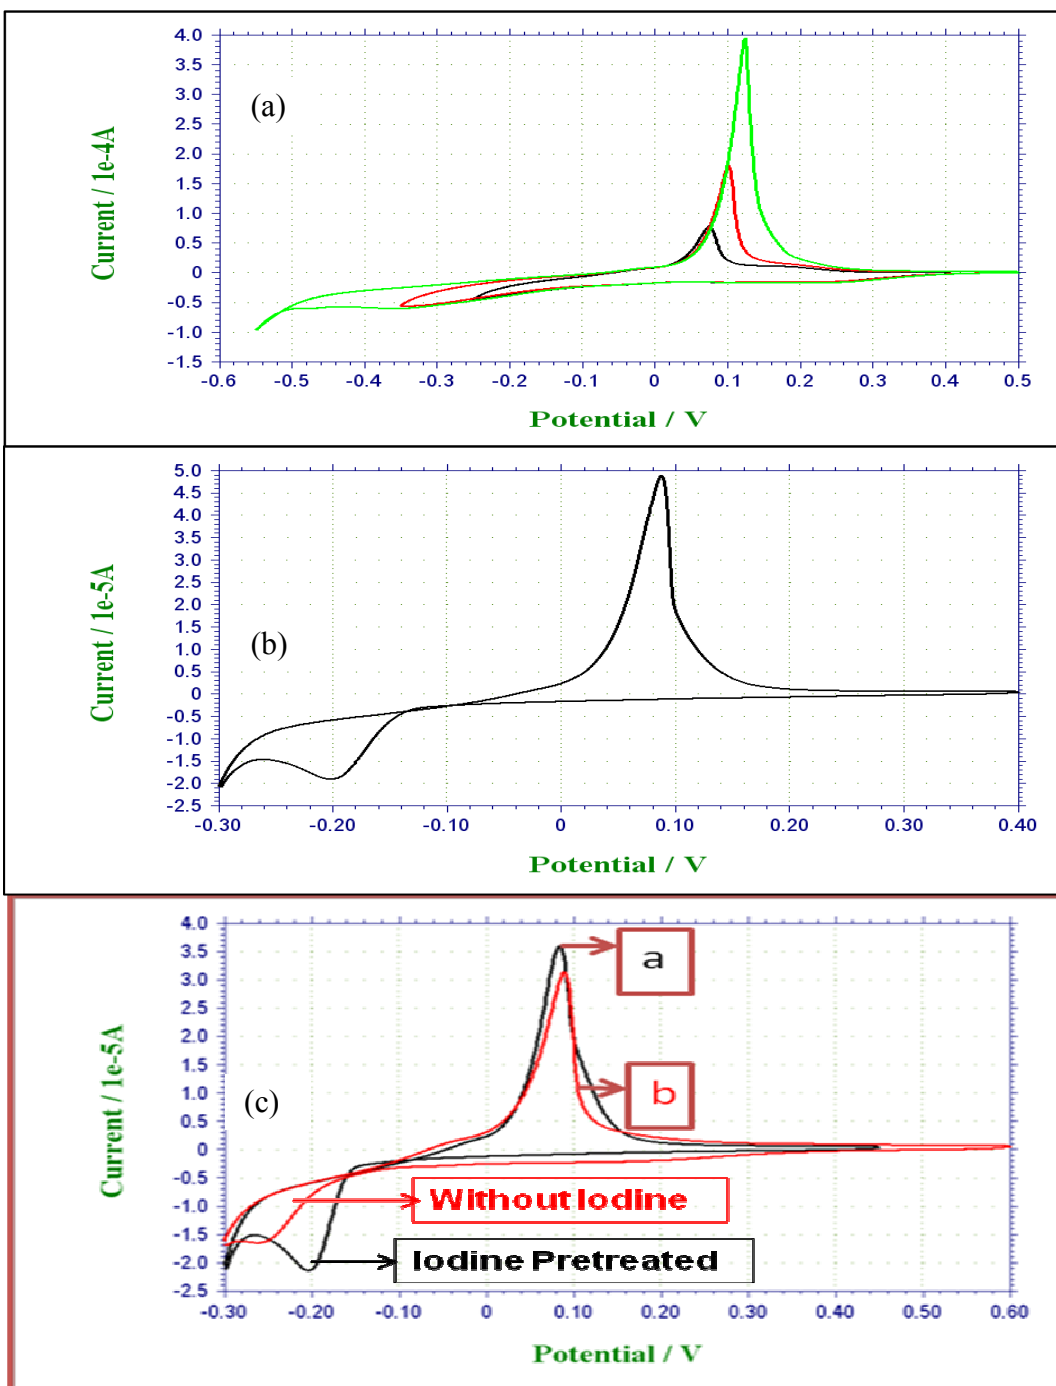 4.0
3.5
3.0
2.5
2.0
1.5
1.0
0.5
0
-0.5
-1.0
-1.5
Current / 1e-4A
(a)
-0.6 -0.5 -0.4 -0.3 -0.2 -0.1 0 0.1 0.2 0.3 0.4 0.5
Potential / V
5.0
4.5
4.0
3.5
3.0
2.5
2.0
1.5
1.0
0.5
0
-0.5
-1.0
-1.5
-2.0
-2.5
Current / 1e-5A
(b)
-0.30 -0.20 -0.10 0 0.10 0.20 0.30 0.40
Potential / V
4.0
3.5
3.0
2.5
2.0
1.5
1.0
0.5
0
-0.5
-1.0
-1.5
-2.0
-2.5
Current / 1e-5A
(c)
a
b
Without Iodine
Iodine Pretreated
-0.30 -0.20 -0.10 0 0.10 0.20 0.30 0.40 0.50 0.60
Potential / V